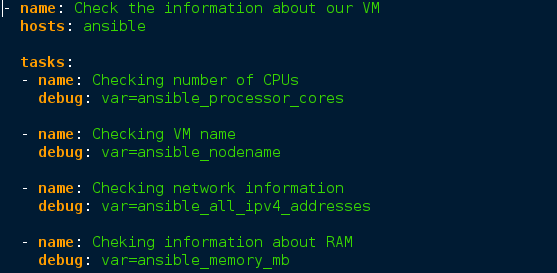 - name: Check the information about our VM
  hosts: ansible

  tasks:
  - name: Checking number of CPUs
    debug: var=ansible_processor_cores

  - name: Checking VM name
    debug: var=ansible_nodename

  - name: Checking network information
    debug: var=ansible_all_ipv4_addresses

  - name: Cheking information about RAM
    debug: var=ansible_memory_mb